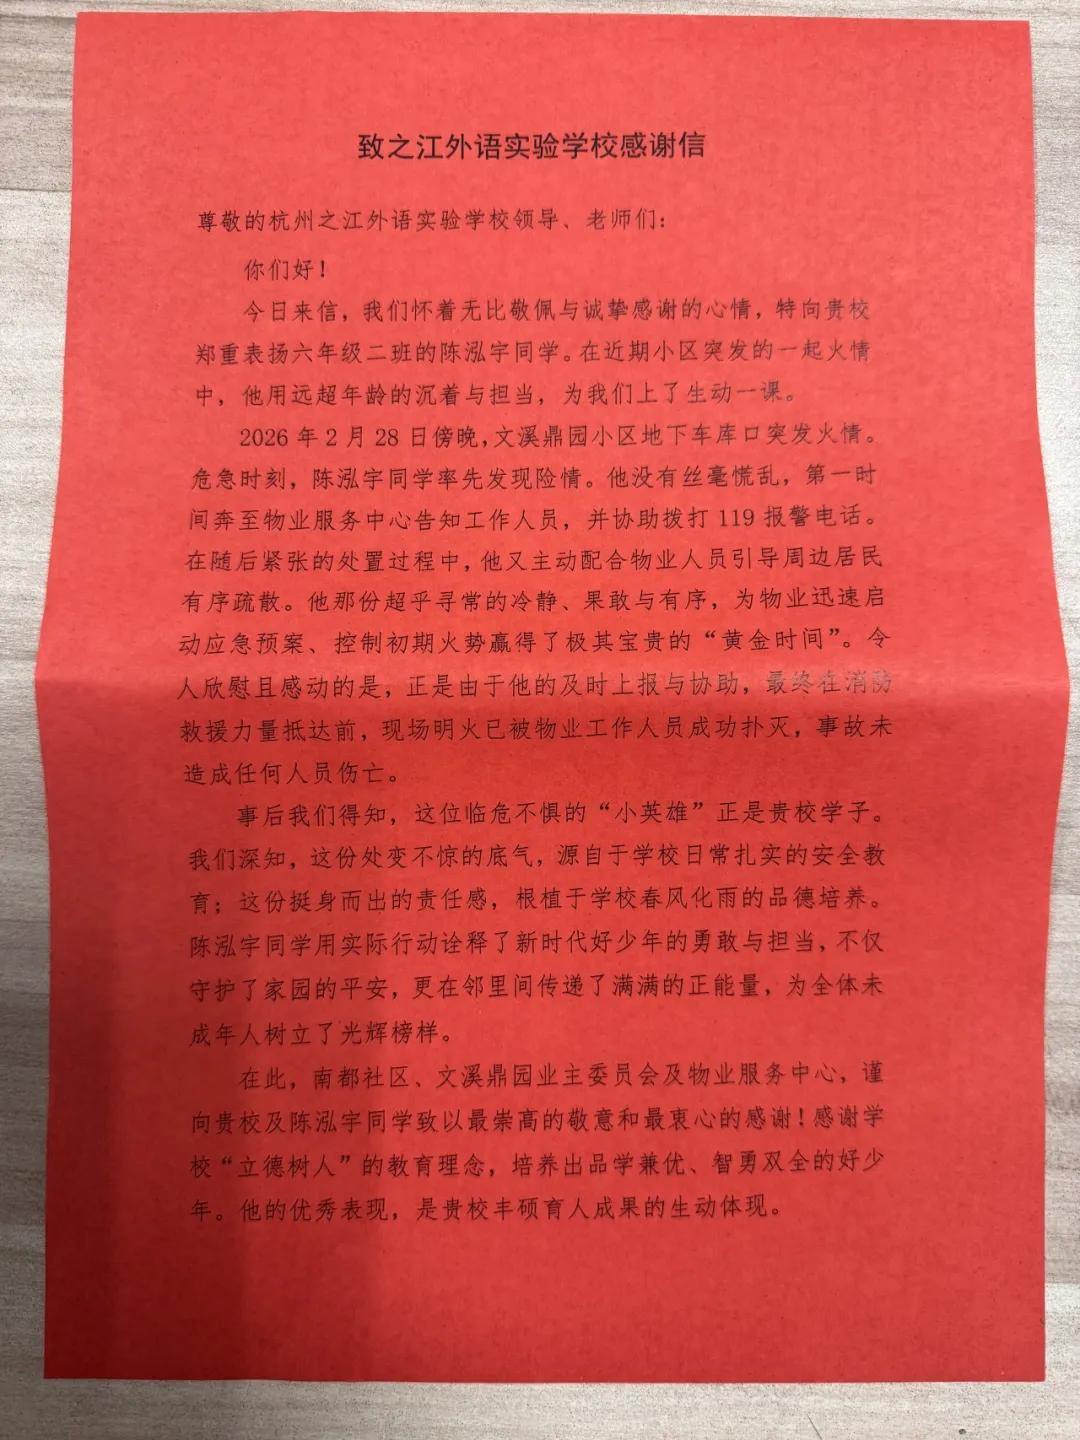 致之江外语实验学校感谢信
尊敬的杭州之江外语实验学校领导、老师们：
你们好！
今日来信，我们怀着无比敬佩与诚挚感谢的心情，特向贵校
郑重表扬六年级二班的陈泓宇同学。在近期小区突发的一起火情
中，他用远超年龄的沉着与担当，为我们上了生动一课。
2026 年 2 月 28 日傍晚，文溪鼎园小区地下车库口突发火情。
危急时刻，陈泓宇同学率先发现险情。他没有丝毫慌乱，第一时
间奔至物业服务中心告知工作人员，并协助拨打 119 报警电话。
在随后紧张的处置过程中，他又主动配合物业人员引导周边居民
有序疏散。他那份超乎寻常的冷静、果敢与有序，为物业迅速启
动应急预案、控制初期火势赢得了极其宝贵的“黄金时间”。令
人欣慰且感动的是，正是由于他的及时上报与协助，最终在消防
救援力量抵达前，现场明火已被物业工作人员成功扑灭，事故未
造成任何人员伤亡。
事后我们得知，这位临危不惧的“小英雄”正是贵校学子。
我们深知，这份处变不惊的底气，源自于学校日常扎实的安全教
育；这份挺身而出的责任感，根植于学校春风化雨的品德培养。
陈泓宇同学用实际行动诠释了新时代好少年的勇敢与担当，不仅
守护了家园的平安，更在邻里间传递了满满的正能量，为全体未
成年人树立了光辉榜样。
在此，南都社区、文溪鼎园业主委员会及物业服务中心，谨
向贵校及陈泓宇同学致以最崇高的敬意和最衷心的感谢！感谢学
校“立德树人”的教育理念，培养出品学兼优、智勇双全的好少
年。他的优秀表现，是贵校丰硕育人成果的生动体现。